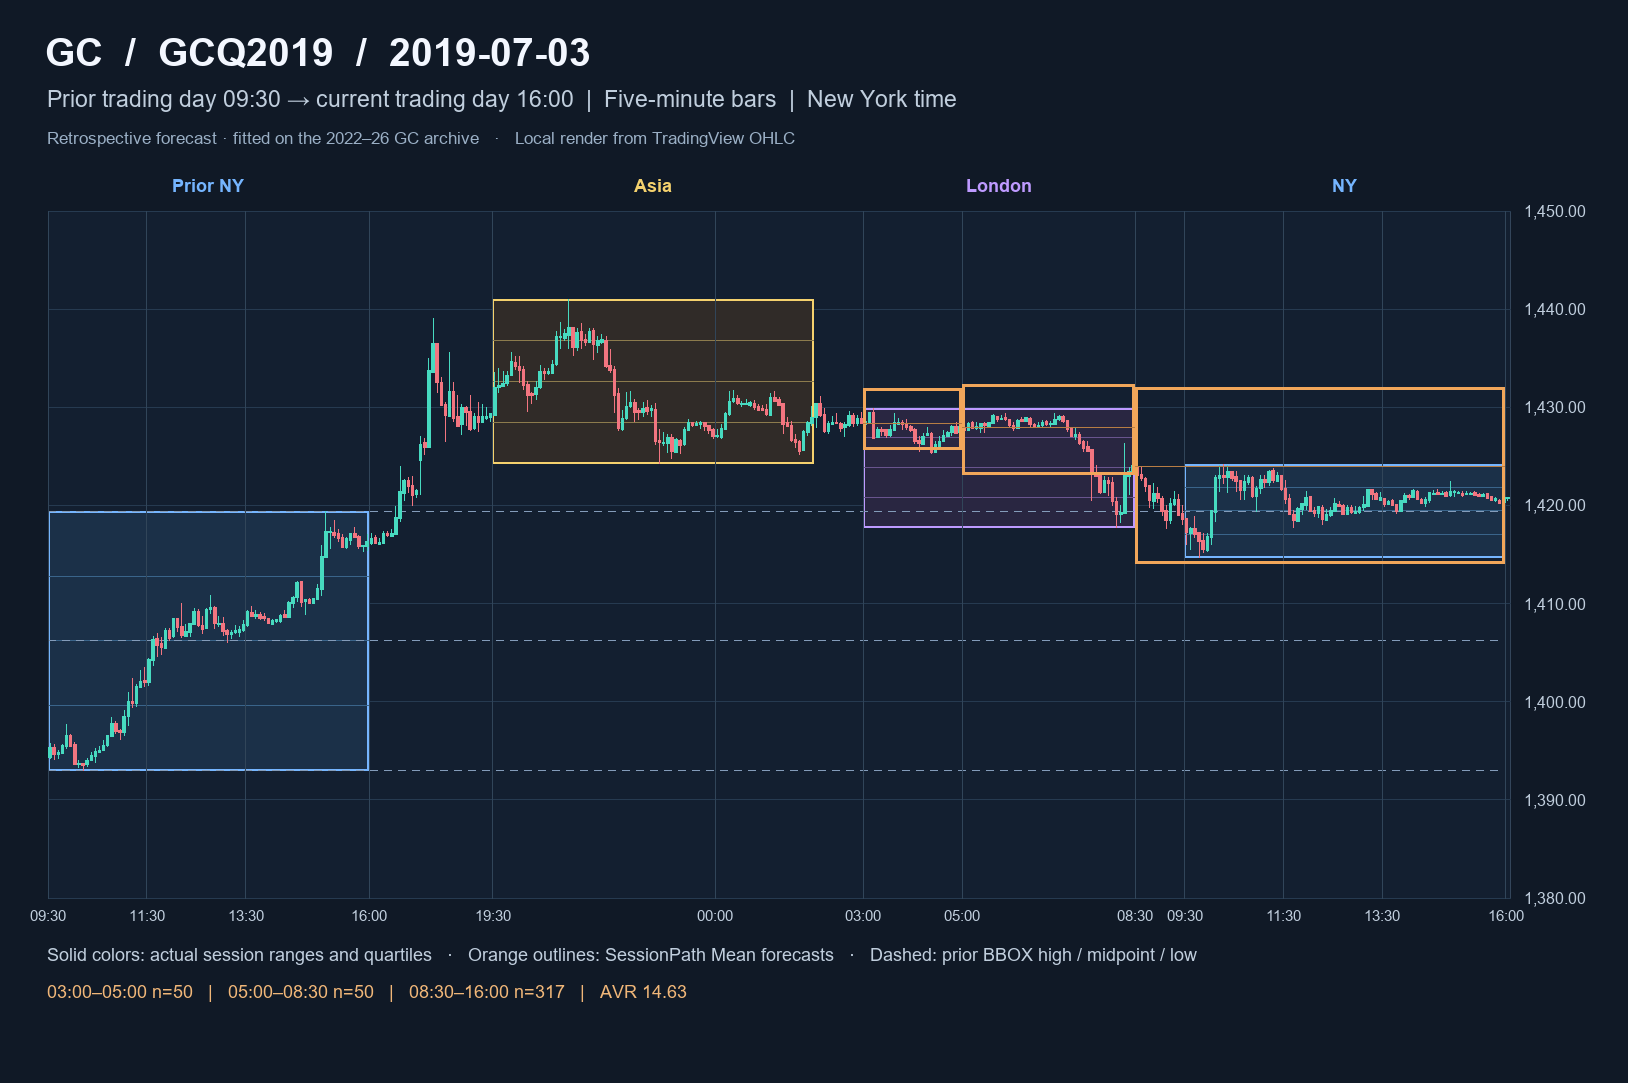 GC / GCQ2019 / 2019-07-03
Prior trading day 09:30 → current trading day 16:00 | Five-minute bars | New York time
Retrospective forecast · fitted on the 2022–26 GC archive · Local render from TradingView OHLC
Prior NY Asia London NY
1,450.00
1,440.00
1,430.00
1,420.00
1,410.00
1,400.00
1,390.00
1,380.00
09:30 11:30 13:30 16:00 19:30 00:00 03:00 05:00 08:30 09:30 11:30 13:30 16:00
Solid colors: actual session ranges and quartiles · Orange outlines: SessionPath Mean forecasts · Dashed: prior BBOX high / midpoint / low
03:00–05:00 n=50 | 05:00–08:30 n=50 | 08:30–16:00 n=317 | AVR 14.63